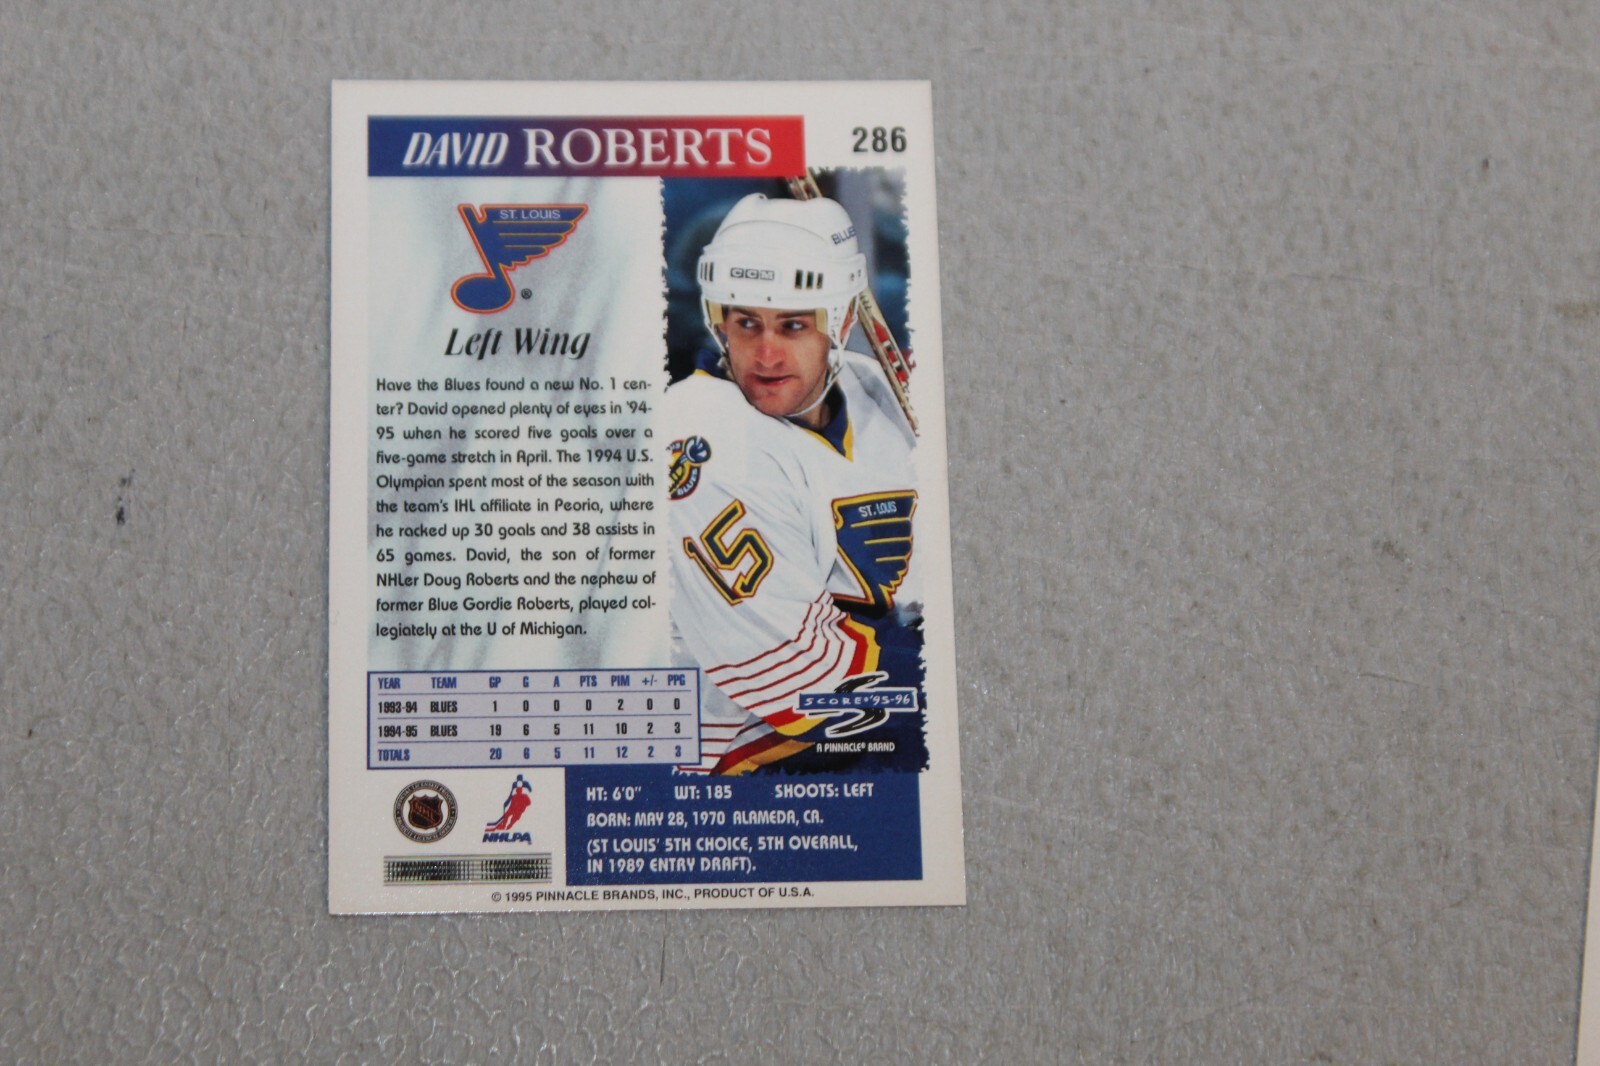 DAVID ROBERTS
286
ST. LOUIS
®
Left Wing
Have the Blues found a new No. 1 cen-
ter? David opened plenty of eyes in '94-
95 when he scored five goals over a
five-game stretch in April. The 1994 U.S.
Olympian spent most of the season with
the team's IHL affiliate in Peoria, where
he racked up 30 goals and 38 assists in
65 games. David, the son of former
NHLer Doug Roberts and the nephew of
former Blue Gordie Roberts, played col-
legiately at the U of Michigan.
BLUES
CCM
BLUES
15
ST. LOUIS
YEAR TEAM GP G A PTS PIM +/- PPG
1993-94 BLUES 1 0 0 0 2 0 0
1994-95 BLUES 19 6 5 11 10 2 3
TOTALS 20 6 5 11 12 2 3
SCORE '95-96
A PINNACLE® BRAND
NHLPA
HT: 6'0" WT: 185 SHOOTS: LEFT
BORN: MAY 28, 1970 ALAMEDA, CA.
(ST LOUIS' 5TH CHOICE, 5TH OVERALL,
IN 1989 ENTRY DRAFT).
© 1995 PINNACLE BRANDS, INC., PRODUCT OF U.S.A.